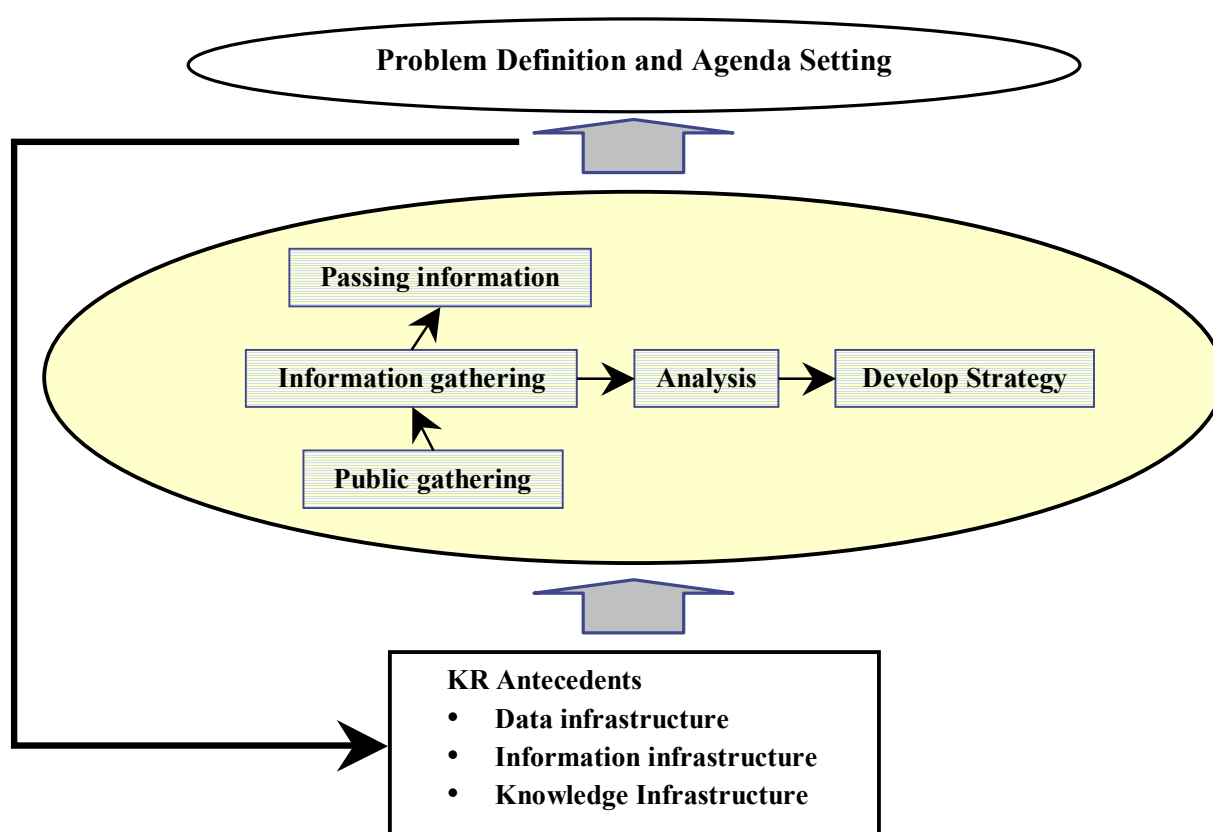 Problem Definition and Agenda Setting
Passing information
Information gathering
Analysis
Develop Strategy
Public gathering
KR Antecedents
• Data infrastructure
• Information infrastructure
• Knowledge Infrastructure